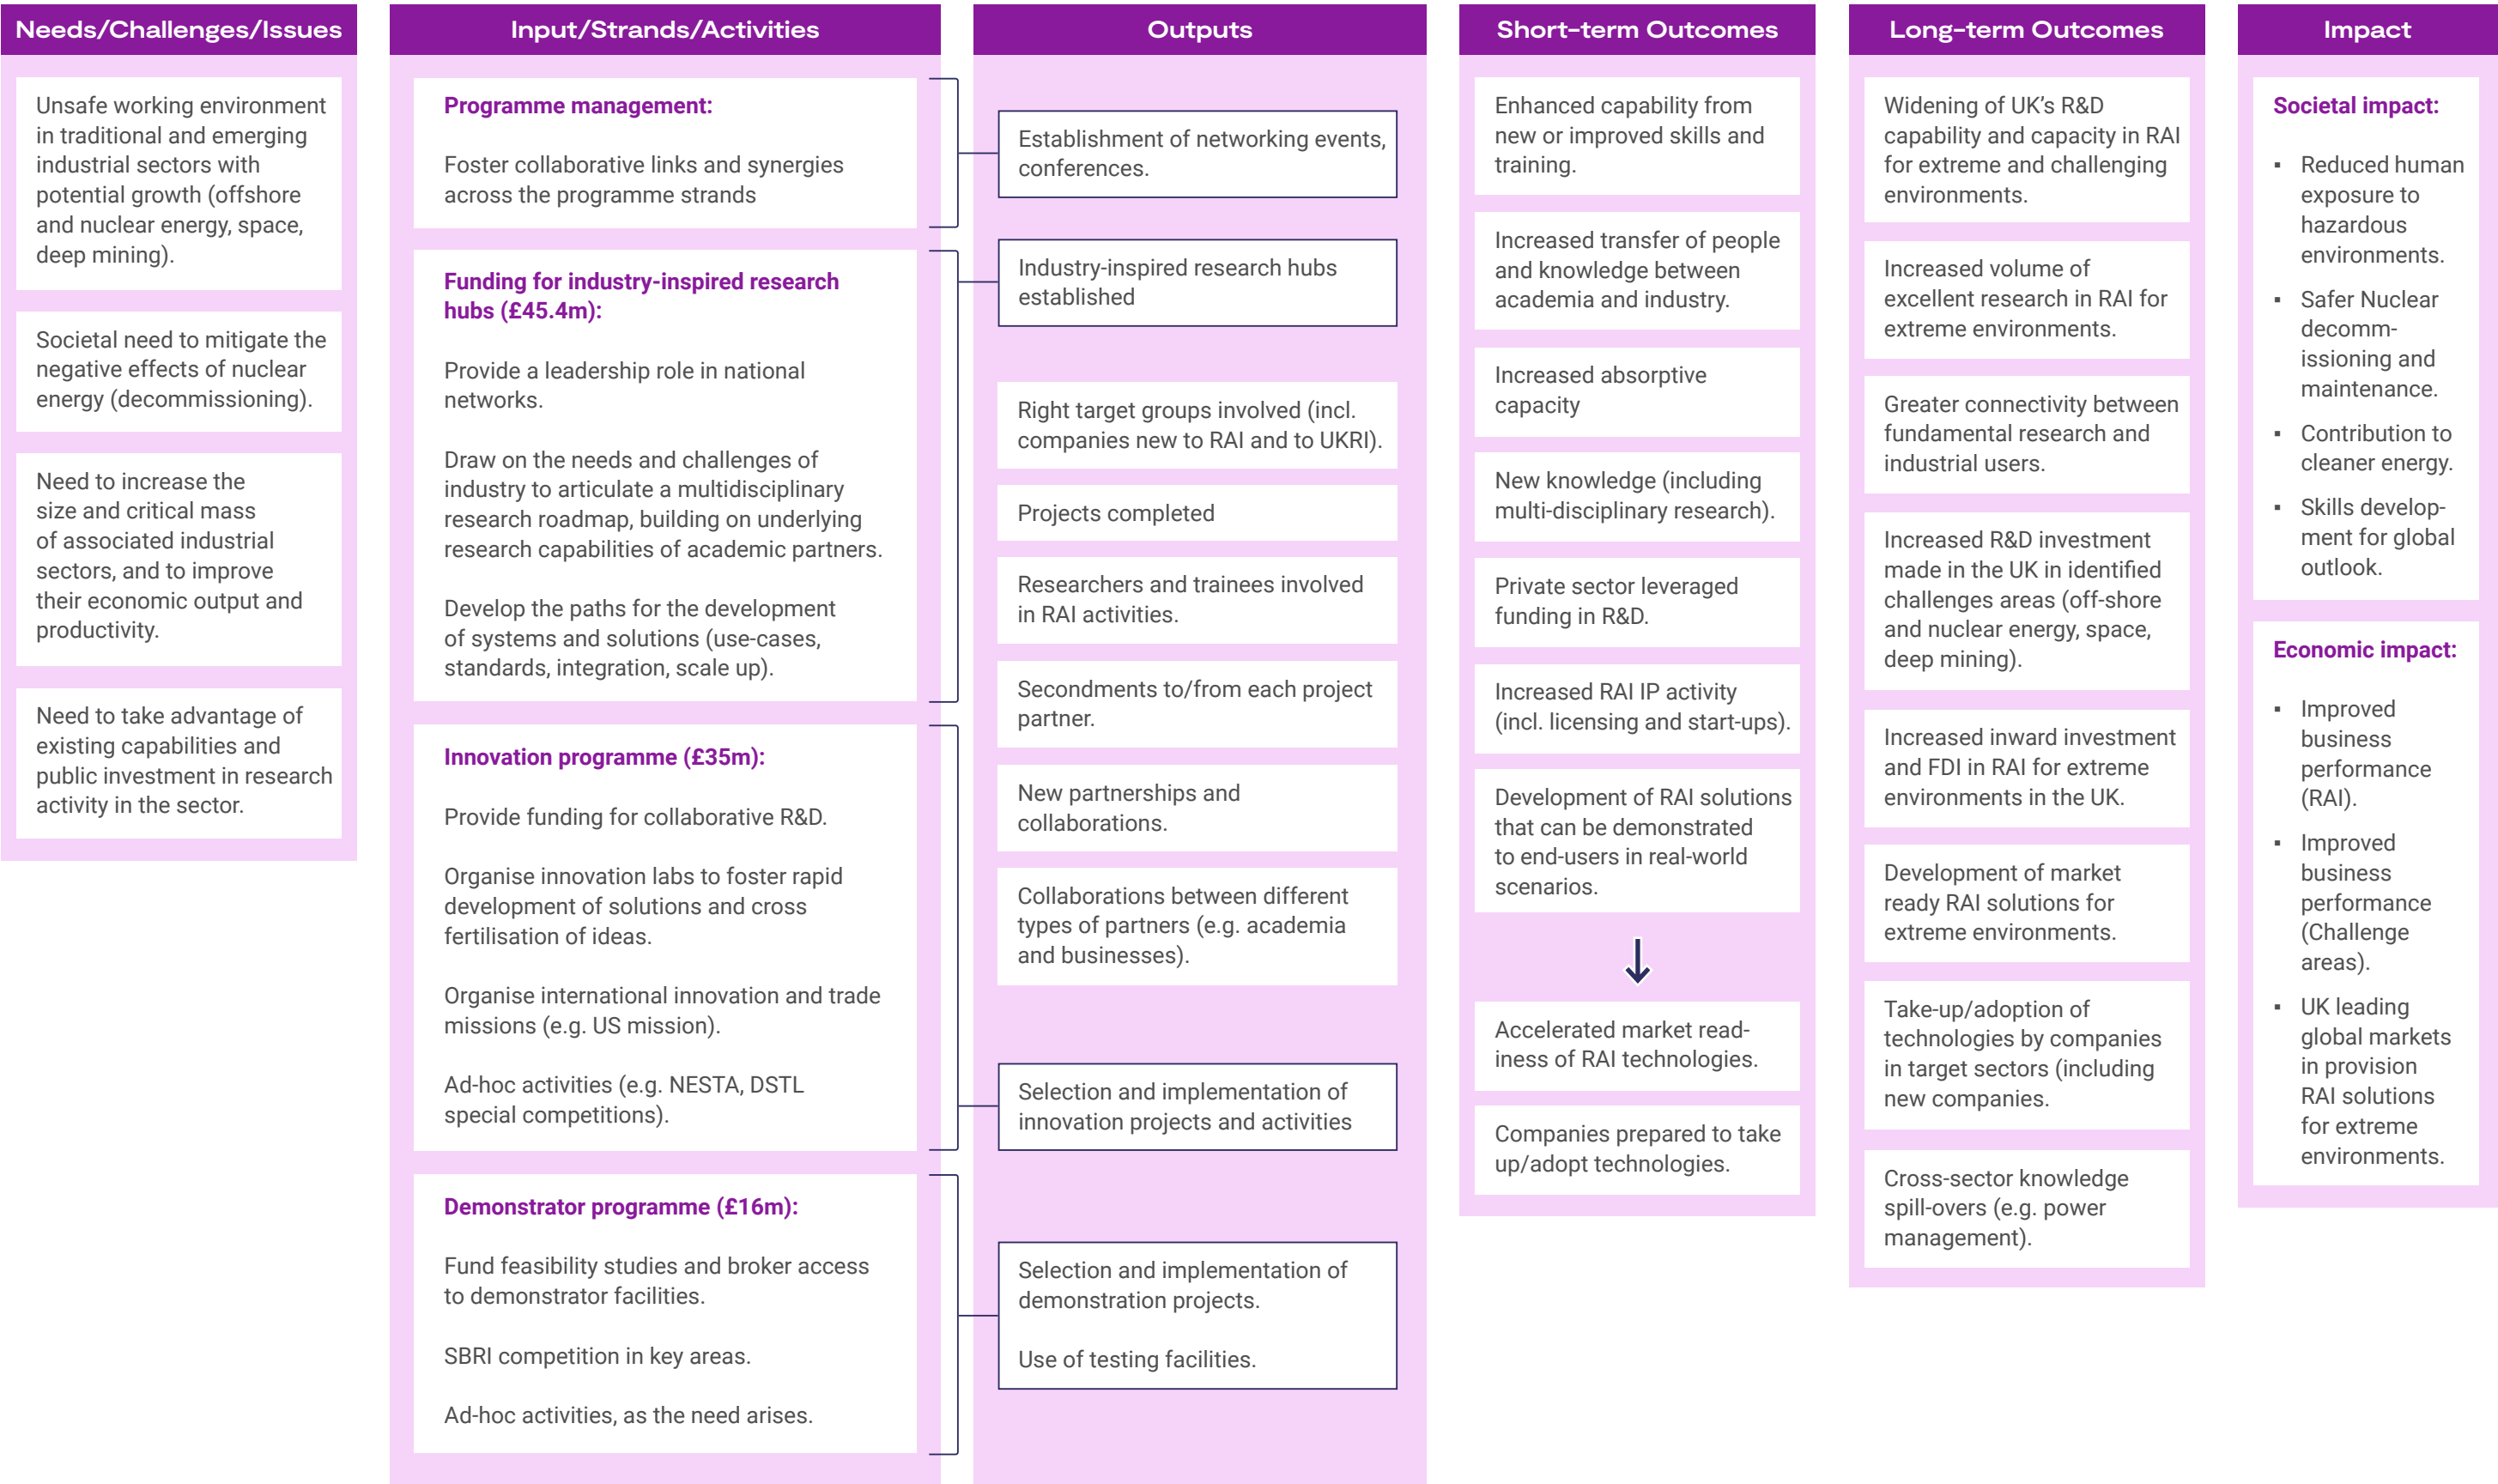 Needs/Challenges/Issues
Unsafe working environment
in traditional and emerging
industrial sectors with
potential growth (offshore
and nuclear energy, space,
deep mining).
Societal need to mitigate the
negative effects of nuclear
energy (decommissioning).
Need to increase the
size and critical mass
of associated industrial
sectors, and to improve
their economic output and
productivity.
Need to take advantage of
existing capabilities and
public investment in research
activity in the sector.
Input/Strands/Activities
Programme management:
Foster collaborative links and synergies
across the programme strands
Funding for industry-inspired research
hubs (£45.4m):
Provide a leadership role in national
networks.
Draw on the needs and challenges of
industry to articulate a multidisciplinary
research roadmap, building on underlying
research capabilities of academic partners.
Develop the paths for the development
of systems and solutions (use-cases,
standards, integration, scale up).
Innovation programme (£35m):
Provide funding for collaborative R&D.
Organise innovation labs to foster rapid
development of solutions and cross
fertilisation of ideas.
Organise international innovation and trade
missions (e.g. US mission).
Ad-hoc activities (e.g. NESTA, DSTL
special competitions).
Demonstrator programme (£16m):
Fund feasibility studies and broker access
to demonstrator facilities.
SBRI competition in key areas.
Ad-hoc activities, as the need arises.
Outputs
Establishment of networking events,
conferences.
Industry-inspired research hubs
established
Right target groups involved (incl.
companies new to RAI and to UKRI).
Projects completed
Researchers and trainees involved
in RAI activities.
Secondments to/from each project
partner.
New partnerships and
collaborations.
Collaborations between different
types of partners (e.g. academia
and businesses).
Selection and implementation of
innovation projects and activities
Selection and implementation of
demonstration projects.
Use of testing facilities.
Short-term Outcomes
Enhanced capability from
new or improved skills and
training.
Increased transfer of people
and knowledge between
academia and industry.
Increased absorptive
capacity
New knowledge (including
multi-disciplinary research).
Private sector leveraged
funding in R&D.
Increased RAI IP activity
(incl. licensing and start-ups).
Development of RAI solutions
that can be demonstrated
to end-users in real-world
scenarios.
Accelerated market read-
iness of RAI technologies.
Companies prepared to take
up/adopt technologies.
Long-term Outcomes
Widening of UK's R&D
capability and capacity in RAI
for extreme and challenging
environments.
Increased volume of
excellent research in RAI for
extreme environments.
Greater connectivity between
fundamental research and
industrial users.
Increased R&D investment
made in the UK in identified
challenges areas (off-shore
and nuclear energy, space,
deep mining).
Increased inward investment
and FDI in RAI for extreme
environments in the UK.
Development of market
ready RAI solutions for
extreme environments.
Take-up/adoption of
technologies by companies
in target sectors (including
new companies.
Cross-sector knowledge
spill-overs (e.g. power
management).
Impact
Societal impact:
▪ Reduced human
exposure to
hazardous
environments.
▪ Safer Nuclear
decomm-
issioning and
maintenance.
▪ Contribution to
cleaner energy.
▪ Skills develop-
ment for global
outlook.
Economic impact:
▪ Improved
business
performance
(RAI).
▪ Improved
business
performance
(Challenge
areas).
▪ UK leading
global markets
in provision
RAI solutions
for extreme
environments.